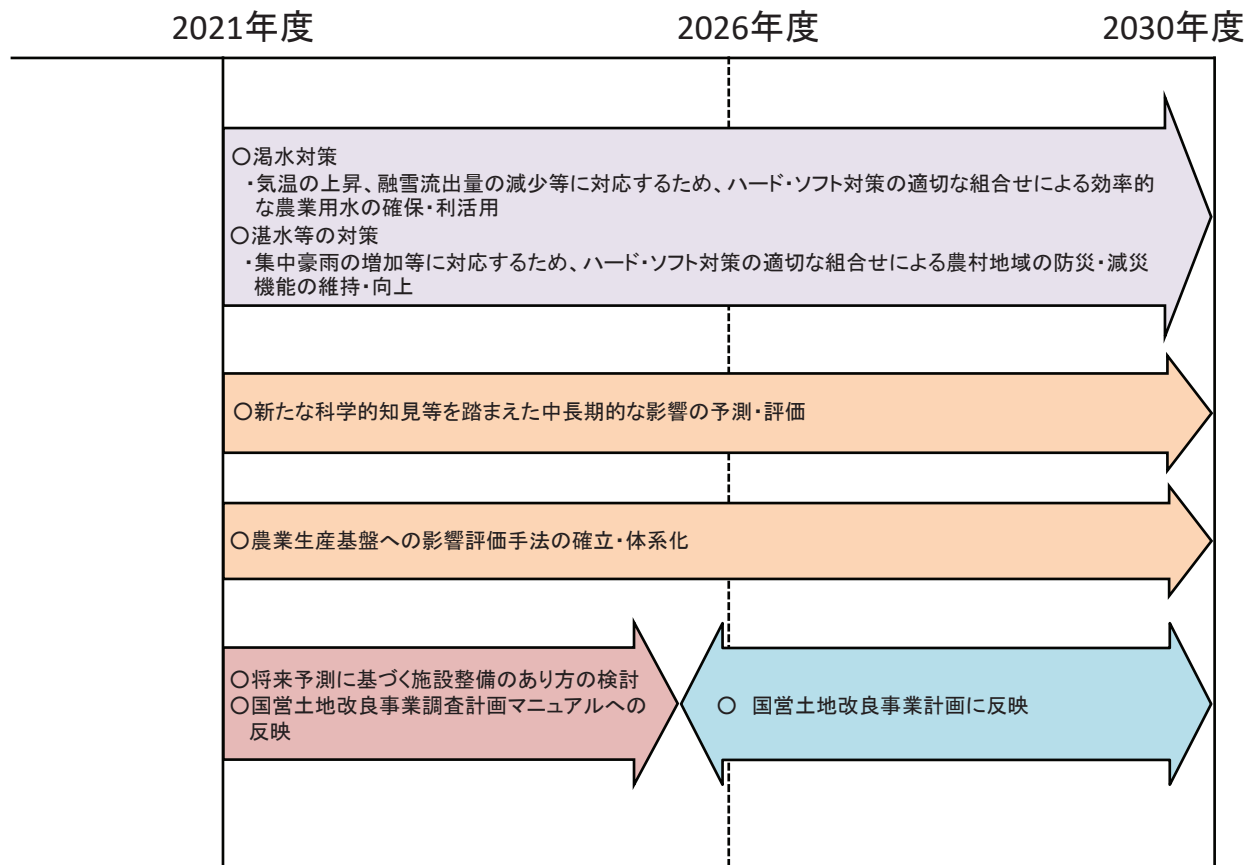 2021年度 2026年度 2030年度
〇渇水対策
・気温の上昇、融雪流出量の減少等に対応するため、ハード・ソフト対策の適切な組合せによる効率的
な農業用水の確保・利活用
〇湛水等の対策
・集中豪雨の増加等に対応するため、ハード・ソフト対策の適切な組合せによる農村地域の防災・減災
機能の維持・向上
〇新たな科学的知見等を踏まえた中長期的な影響の予測・評価
〇農業生産基盤への影響評価手法の確立・体系化
〇将来予測に基づく施設整備のあり方の検討
〇国営土地改良事業調査計画マニュアルへの
反映
〇 国営土地改良事業計画に反映